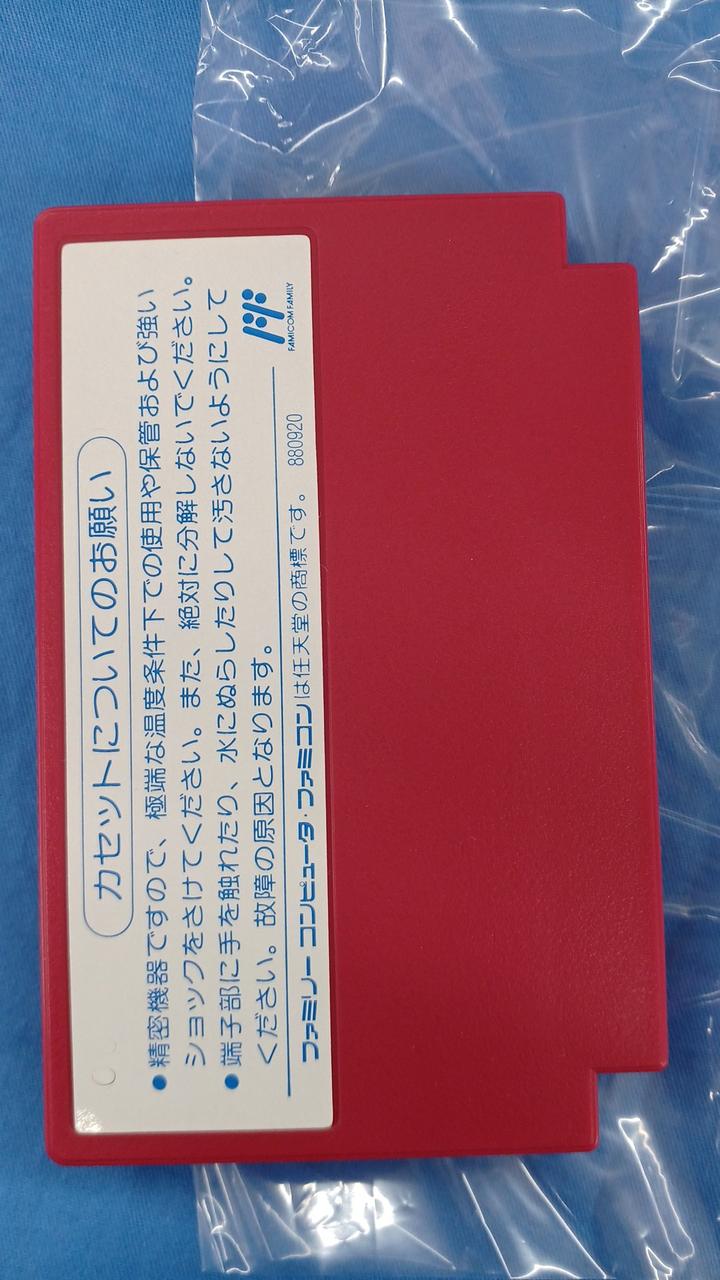 カセットについてのお願い
●精密機器ですので、極端な温度条件下での使用や保管および強い
ショックをさけてください。また、絶対に分解しないでください。
●端子部に手を触れたり、水にぬらしたりして汚さないようにして
ください。故障の原因となります。
FAMICOM FAMILY
ファミリー コンピュータ・ファミコンは任天堂の商標です。 880920